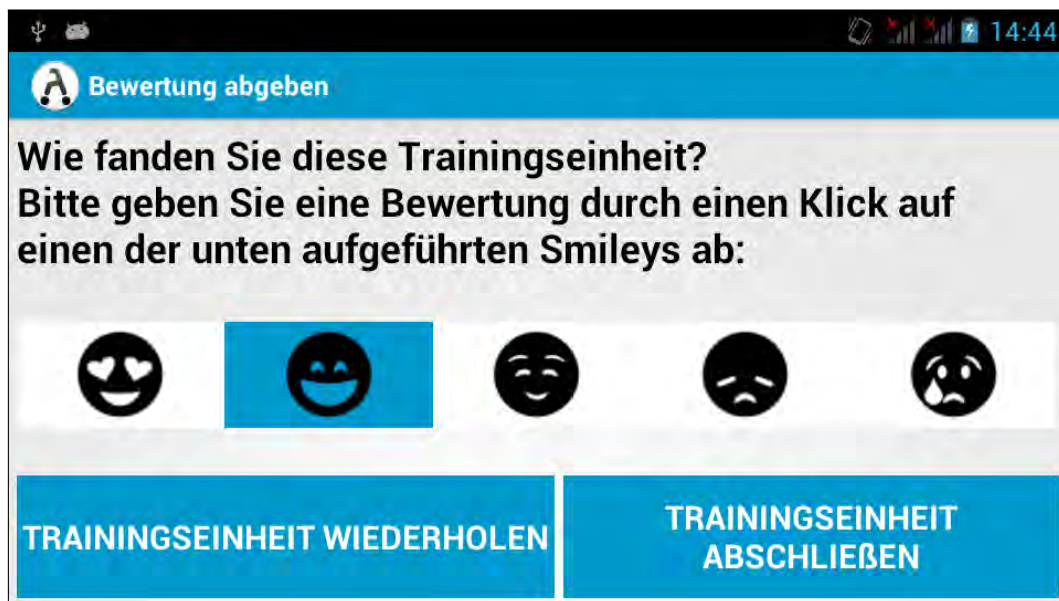 14:44
Bewertung abgeben
Wie fanden Sie diese Trainingseinheit?
Bitte geben Sie eine Bewertung durch einen Klick auf
einen der unten aufgeführten Smileys ab:
TRAININGSEINHEIT WIEDERHOLEN
TRAININGSEINHEIT
ABSCHLIEßEN